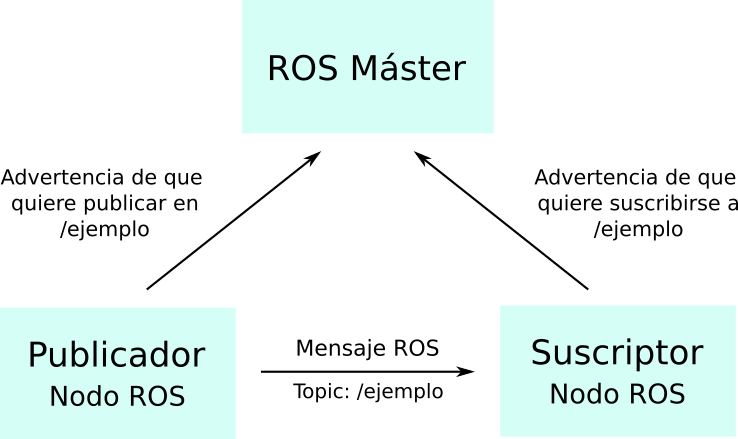 ROS Máster
Advertencia de que
quiere publicar en
/ejemplo
Advertencia de que
quiere suscribirse a
/ejemplo
Publicador
Nodo ROS
Mensaje ROS
Topic: /ejemplo
Suscriptor
Nodo ROS